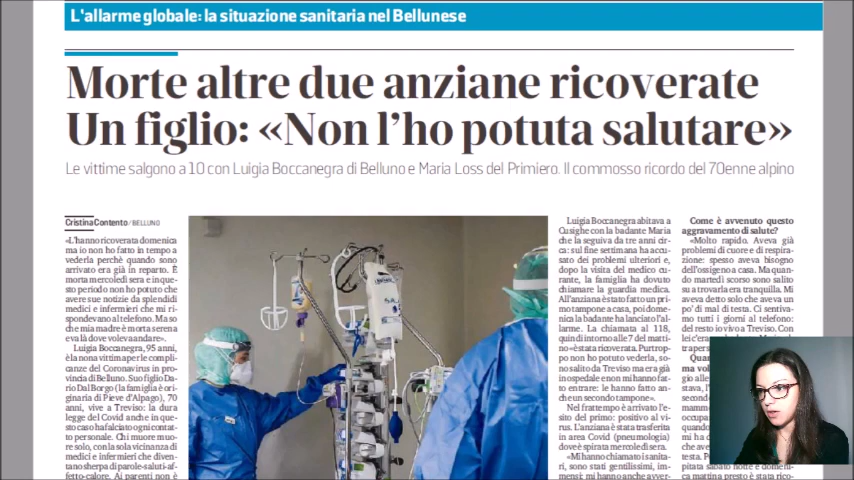 L'allarme globale: la situazione sanitaria nel Bellunese
Morte altre due anziane ricoverate
Un figlio: «Non l'ho potuta salutare»
Le vittime salgono a 10 con Luigia Boccanegra di Belluno e Maria Loss del Primiero. Il commosso ricordo del 70enne alpino
Cristina Contento / BELLUNO
«L'hanno ricoverata domenica
ma io non ho fatto in tempo a
vederla perché quando sono
arrivato era già in reparto. È
morta mercoledì sera e in que-
sto periodo non ho potuto che
avere sue notizie da splendidi
medici e infermieri che mi ri-
spondevano al telefono. Ma so
che mia madre è morta serena
e va là dove voleva andare».
Luigia Boccanegra, 95 anni,
è la nona vittima per le compli-
canze del Coronavirus in pro-
vincia di Belluno. Suo figlio Da-
rio Dal Borgo (la famiglia è ori-
ginaria di Pieve d'Alpago), 70
anni, vive a Treviso: la dura
legge del Covid anche in que-
sto caso ha falciato ogni contat-
to personale. Chi muore muo-
re solo, con la sola vicinanza di
medici e infermieri che diven-
tano sherpa di parole-saluti-af-
fetto-calore. Ai parenti non è
Luigia Boccanegra abitava a
Cusighe con la badante Maria
che la seguiva da tre anni cir-
ca: sul fine settimana ha accu-
sato dei problemi ulteriori e,
dopo la visita del medico cu-
rante, la famiglia ha dovuto
chiamare la guardia medica.
All'anziana è stato fatto un pri-
mo tampone a casa, poi dome-
nica la badante ha lanciato l'al-
larme. La chiamata al 118,
quindi intorno alle 7 del matti-
no «è stata ricoverata. Purtrop-
po non ho potuto vederla, so-
no salito da Treviso ma era già
in ospedale e non mi hanno fat-
to entrare: le hanno fatto an-
che un secondo tampone».
Nel frattempo è arrivato l'e-
sito del primo: positivo al vi-
rus. L'anziana è stata trasferita
in area Covid (pneumologia)
dove è spirata mercoledì sera.
«Mi hanno chiamato i sanita-
ri, sono stati gentilissimi, im-
mensi: mi hanno anche avver-
Come è avvenuto questo
aggravamento di salute?
«Molto rapido. Aveva già
problemi di cuore e di respira-
zione: spesso aveva bisogno
dell'ossigeno a casa. Ma quan-
do martedì scorso sono salito
su a trovarla era tranquilla. Mi
aveva detto solo che aveva un
po' di mal di testa. Ci sentiva-
mo tutti i giorni al telefono:
del resto io vivo a Treviso. Con